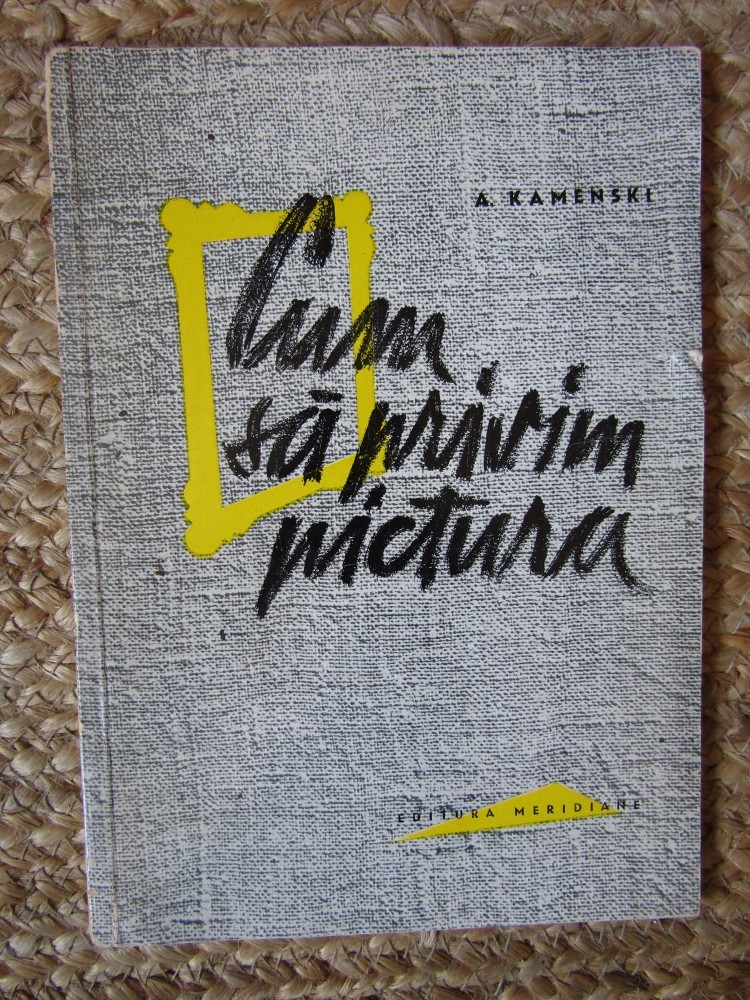 A. KAMENSKI
Cum
să privim
pictura
EDITURA MERIDIANE